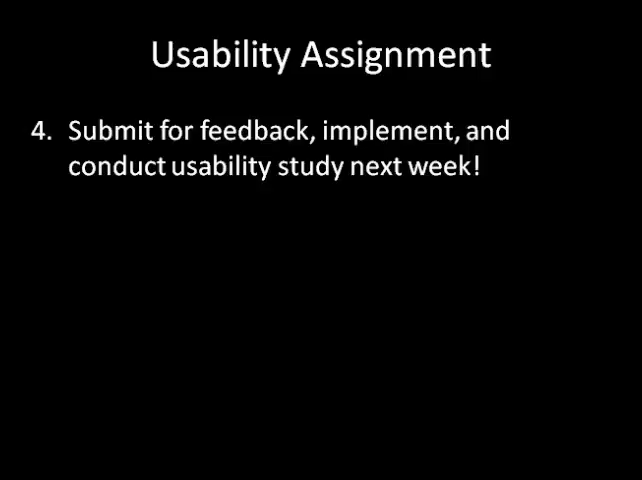 Usability Assignment
4. Submit for feedback, implement, and
conduct usability study next week!